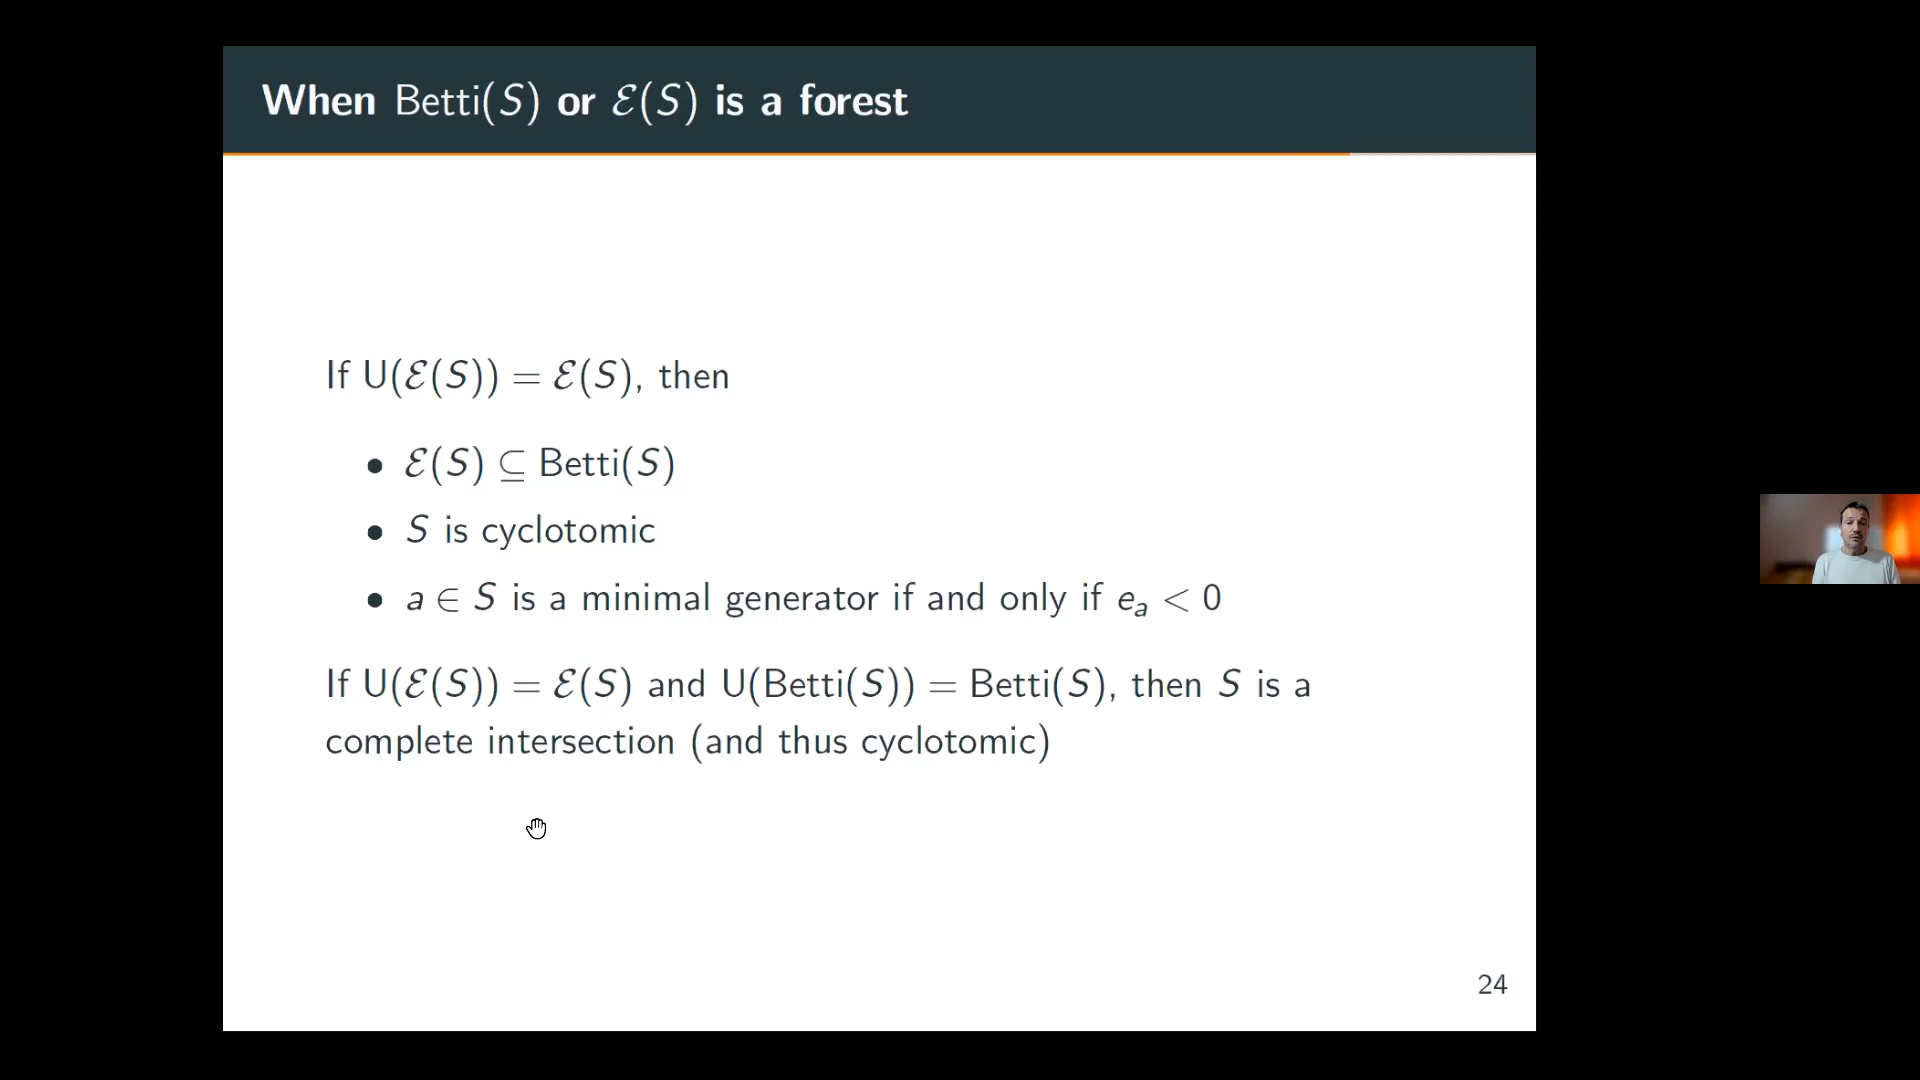 When Betti(S) or ℰ(S) is a forest
If U(ℰ(S)) = ℰ(S), then
• ℰ(S) ⊆ Betti(S)
• S is cyclotomic
• a ∈ S is a minimal generator if and only if eₐ < 0
If U(ℰ(S)) = ℰ(S) and U(Betti(S)) = Betti(S), then S is a
complete intersection (and thus cyclotomic)
24